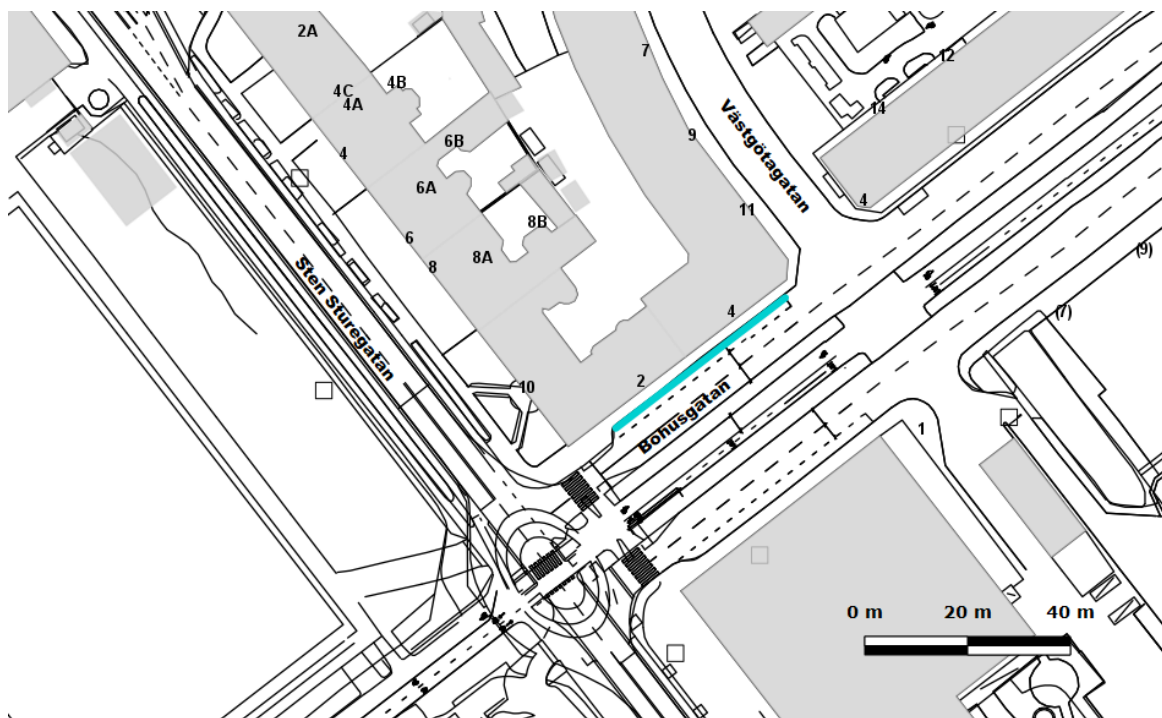 2A
7
12
4B
4C
4A
14
Västgötagatan
9
6B
4
6A
4
11
8B
6
8A
(9)
8
Sten Sturegatan
4
(7)
10
2
Bohusgatan
1
0 m 20 m 40 m